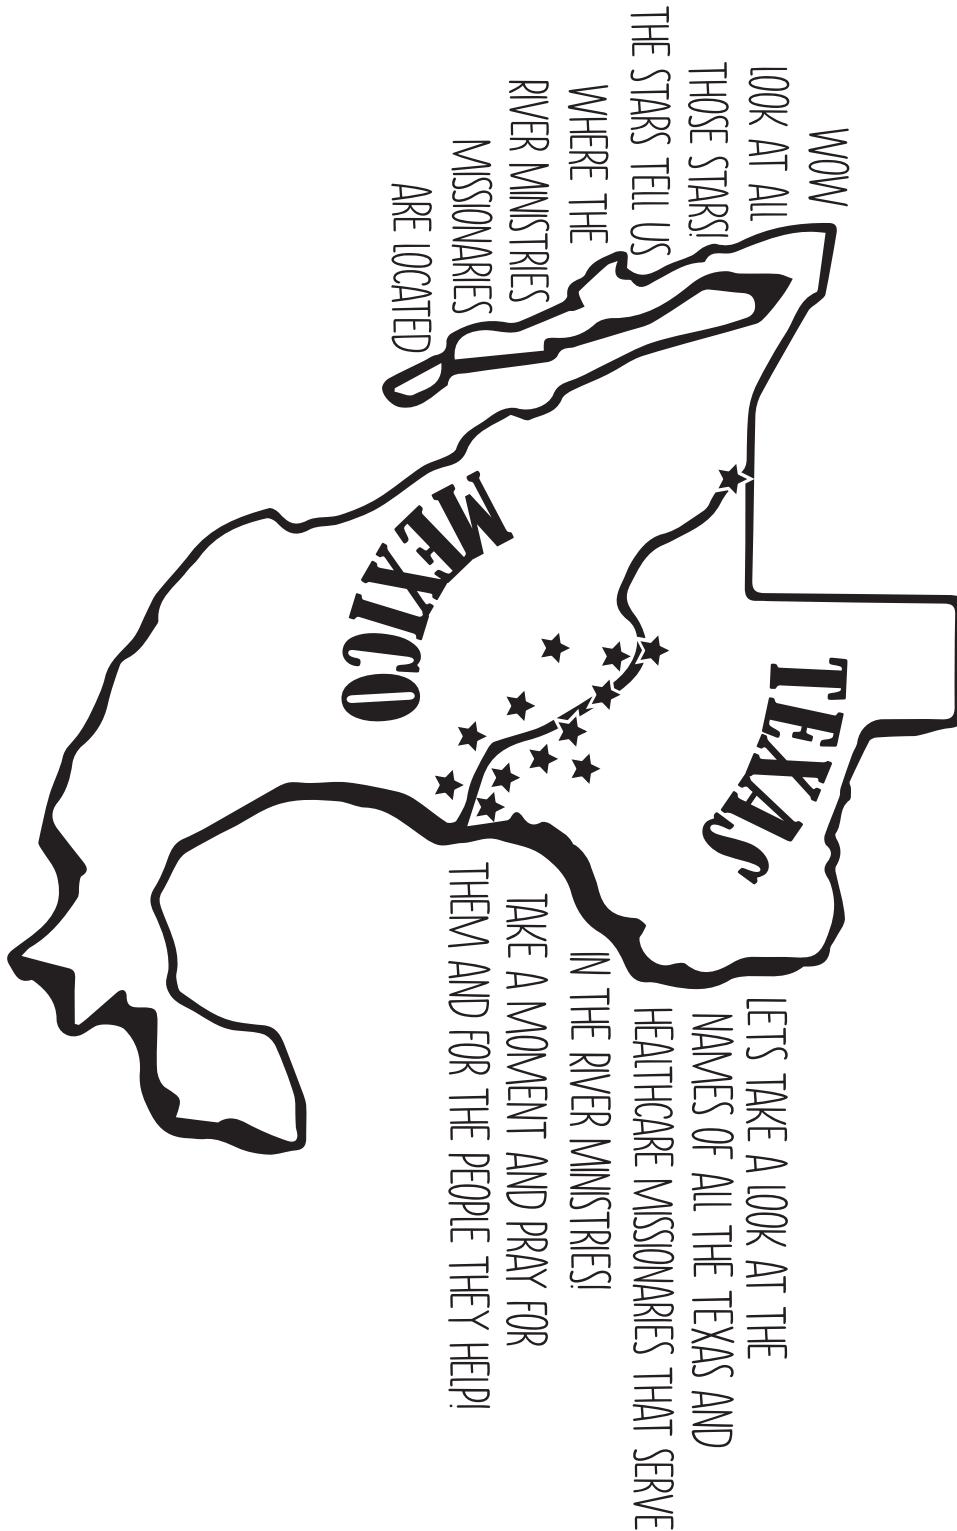 WOW
LOOK AT ALL
THOSE STARS!
THE STARS TELL US
WHERE THE
RIVER MINISTRIES
MISSIONARIES
ARE LOCATED
TEXAS
MEXICO
LETS TAKE A LOOK AT THE
NAMES OF ALL THE TEXAS AND
HEALTHCARE MISSIONARIES THAT SERVE
IN THE RIVER MINISTRIES!
TAKE A MOMENT AND PRAY FOR
THEM AND FOR THE PEOPLE THEY HELP!